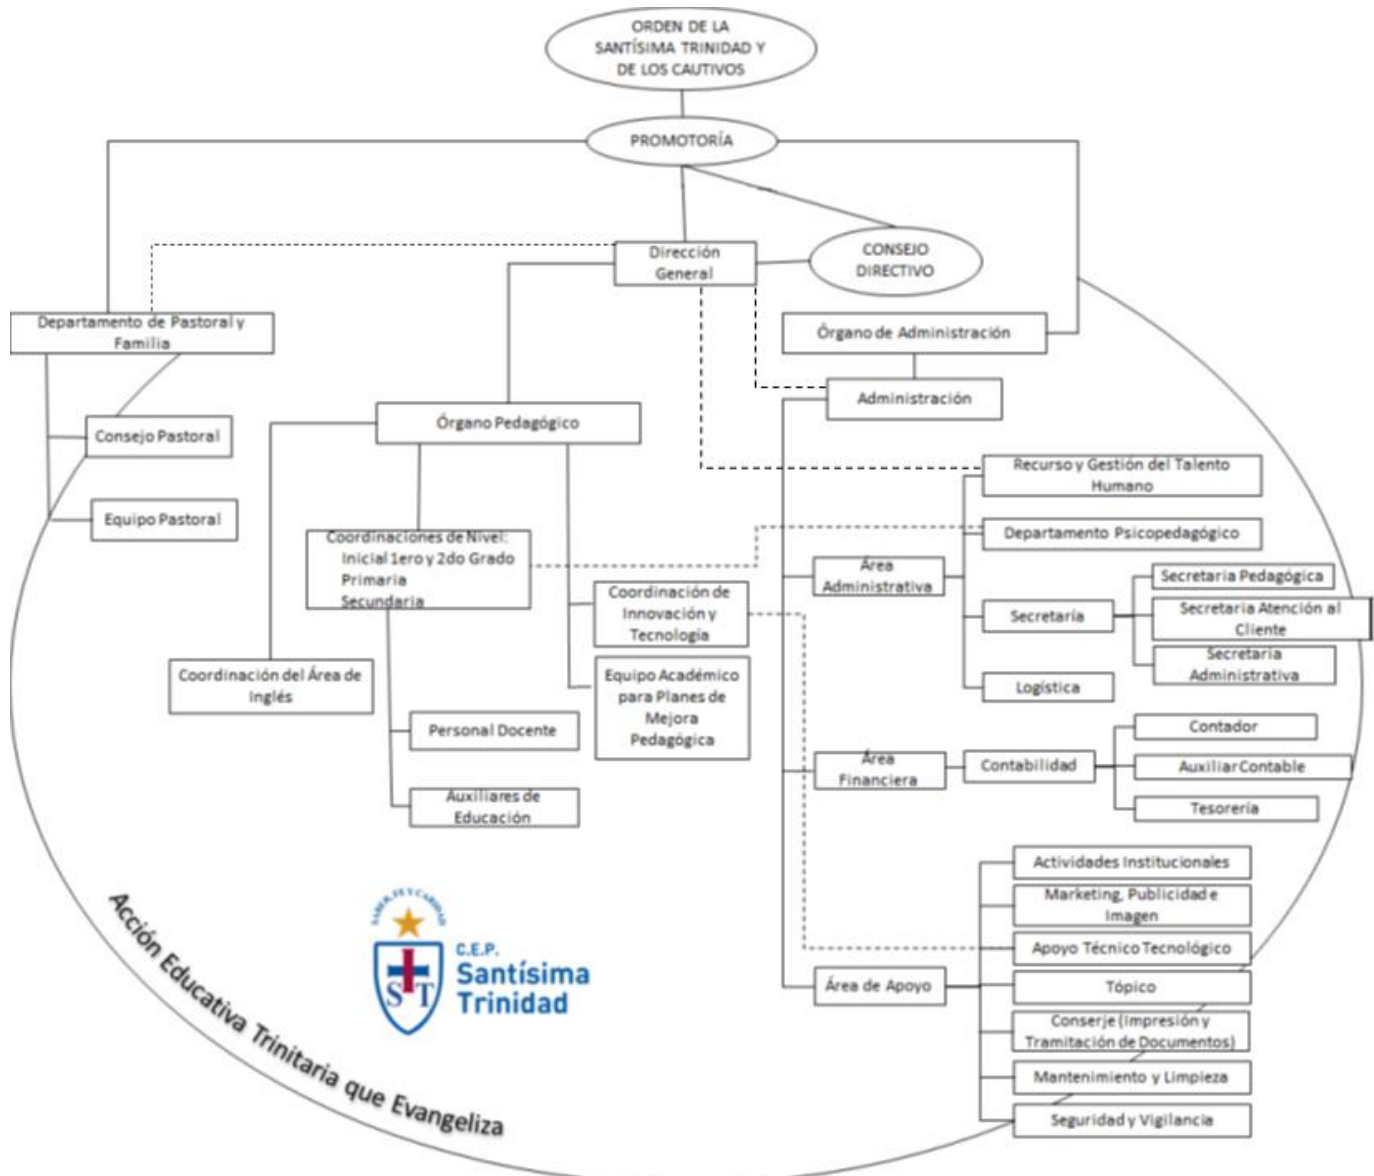 ORDEN DE LA
SANTÍSIMA TRINIDAD Y
DE LOS CAUTIVOS
PROMOTORÍA
Dirección
General
CONSEJO
DIRECTIVO
Departamento de Pastoral y
Familia
Órgano de Administración
Administración
Órgano Pedagógico
Consejo Pastoral
Equipo Pastoral
Recurso y Gestión del Talento
Humano
Departamento Psicopedagógico
Coordinaciones de Nivel:
Inicial 1ero y 2do Grado
Primaria
Secundaria
Área
Administrativa
Secretaria Pedagógica
Coordinación de
Innovación y
Tecnología
Secretaría
Secretaria Atención al
Cliente
Secretaria
Administrativa
Coordinación del Área de
Inglés
Equipo Académico
para Planes de
Mejora
Pedagógica
Logística
Personal Docente
Contador
Área
Financiera
Contabilidad
Auxiliar Contable
Auxiliares de
Educación
Tesorería
Actividades Institucionales
Marketing, Publicidad e
Imagen
Apoyo Técnico Tecnológico
Área de Apoyo
Tópico
Conserje (Impresión y
Tramitación de Documentos)
Mantenimiento y Limpieza
Seguridad y Vigilancia
SABER, FE Y CARIDAD
ST
C.E.P.
Santísima
Trinidad
Acción Educativa Trinitaria que Evangeliza